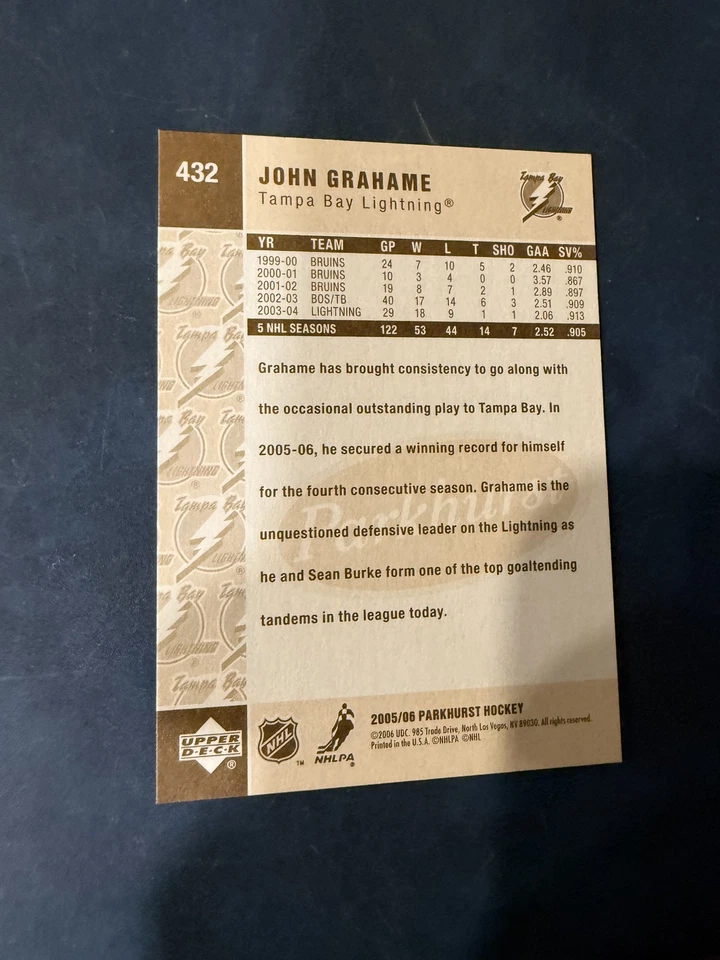 432
JOHN GRAHAME
Tampa Bay Lightning®
Tampa Bay
Lightning
YR TEAM GP W L T SHO GAA SV%
1999-00 BRUINS 24 7 10 5 2 2.46 .910
2000-01 BRUINS 10 3 4 0 0 3.57 .867
2001-02 BRUINS 19 8 7 2 1 2.89 .897
2002-03 BOS/TB 40 17 14 6 3 2.51 .909
2003-04 LIGHTNING 29 18 9 1 1 2.06 .913
5 NHL SEASONS 122 53 44 14 7 2.52 .905
Grahame has brought consistency to go along with
the occasional outstanding play to Tampa Bay. In
2005-06, he secured a winning record for himself
for the fourth consecutive season. Grahame is the
unquestioned defensive leader on the Lightning as
he and Sean Burke form one of the top goaltending
tandems in the league today.
Parkhurst
UPPER
D·E·C·K
®
NHL
™
NHLPA
®
2005/06 PARKHURST HOCKEY
©2006 UDC. 985 Trade Drive, North Las Vegas, NV 89030. All rights reserved.
Printed in the U.S.A. ©NHLPA ©NHL